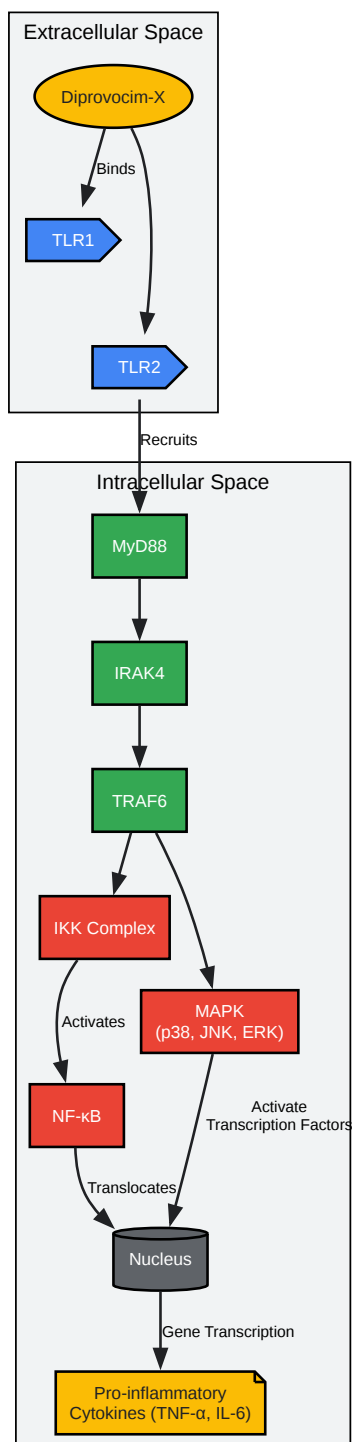 Extracellular Space
Diprovocim-X
Binds
TLR1
TLR2
Recruits
Intracellular Space
MyD88
IRAK4
TRAF6
IKK Complex
MAPK
(p38, JNK, ERK)
Activates
Activate
Transcription Factors
NF-κB
Translocates
Nucleus
Gene Transcription
Pro-inflammatory
Cytokines (TNF-α, IL-6)